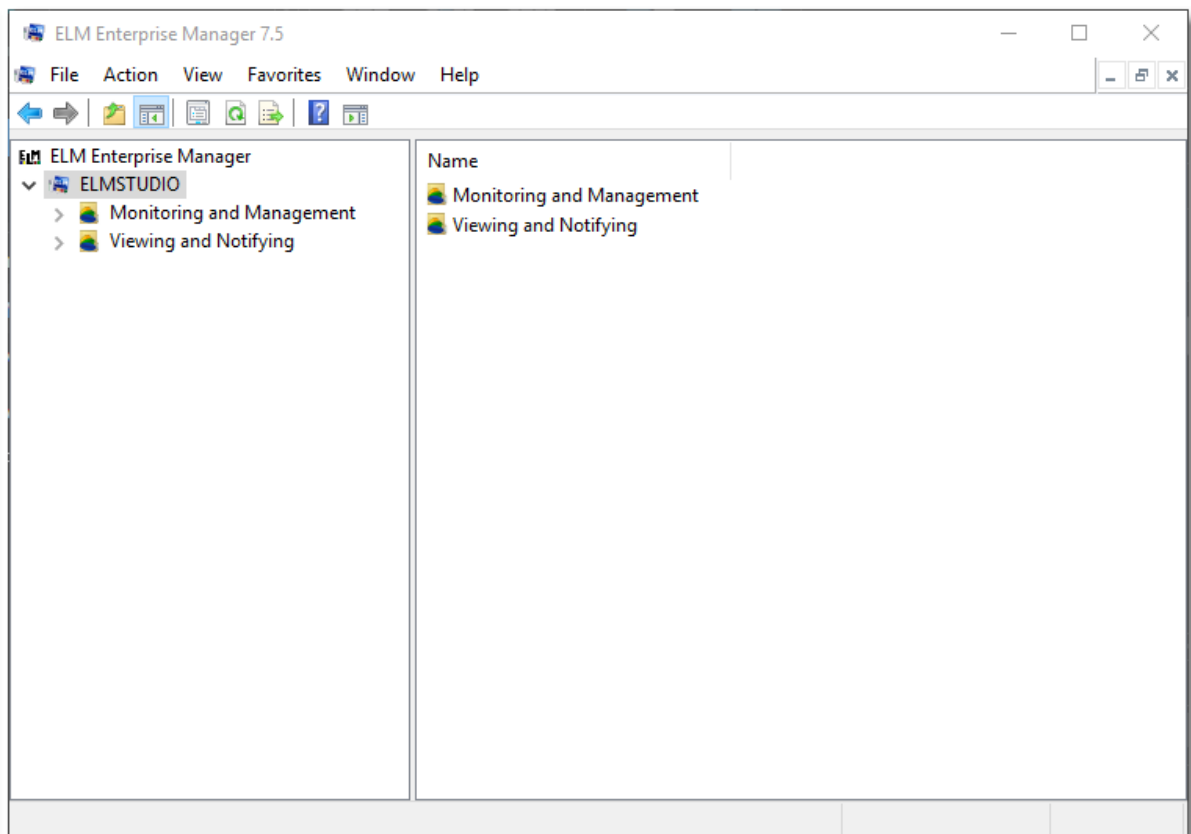 ELM Enterprise Manager 7.5
File Action View Favorites Window Help
ELM ELM Enterprise Manager
ELMSTUDIO
Monitoring and Management
Viewing and Notifying
Name
Monitoring and Management
Viewing and Notifying